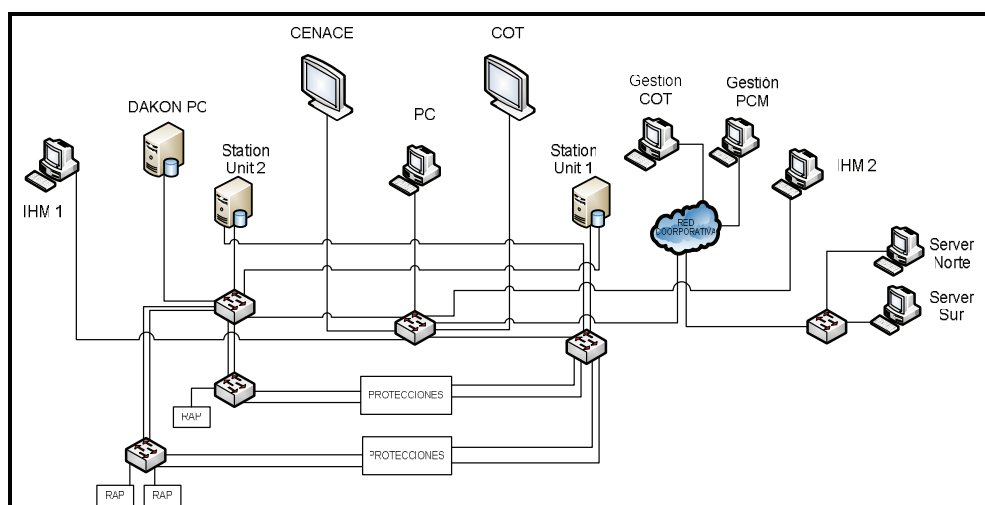 CENACE
COT
Gestión
COT
Gestión
PCM
DAKON PC
PC
Station
Unit 2
Station
Unit 1
IHM 1
IHM 2
RED
COORPORATIVA
Server
Norte
Server
Sur
PROTECCIONES
RAP
PROTECCIONES
RAP
RAP